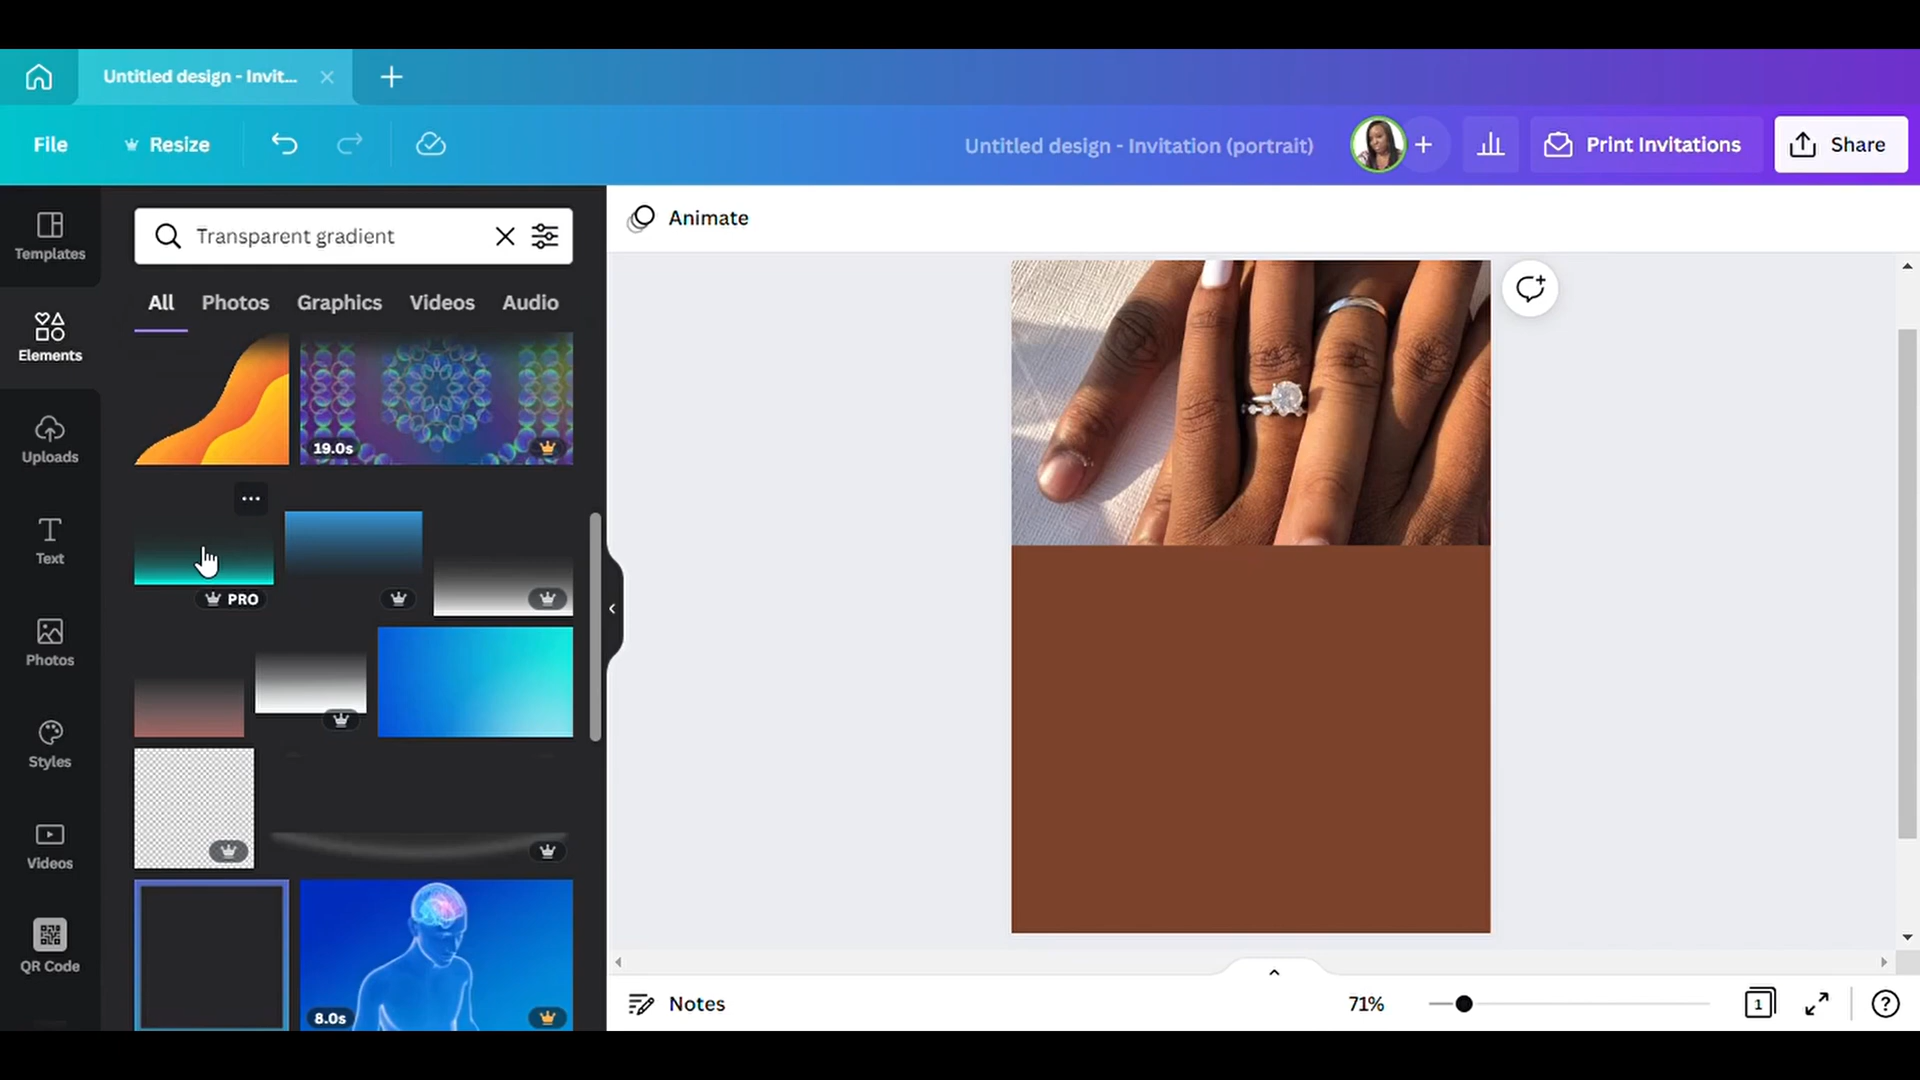 Untitled design - Invit...
File
Resize
Untitled design - Invitation (portrait)
Print Invitations
Share
Templates
Elements
Uploads
Text
Photos
Styles
Videos
QR Code
Transparent gradient
All
Photos
Graphics
Videos
Audio
19.0s
PRO
8.0s
Animate
Notes
71%
1